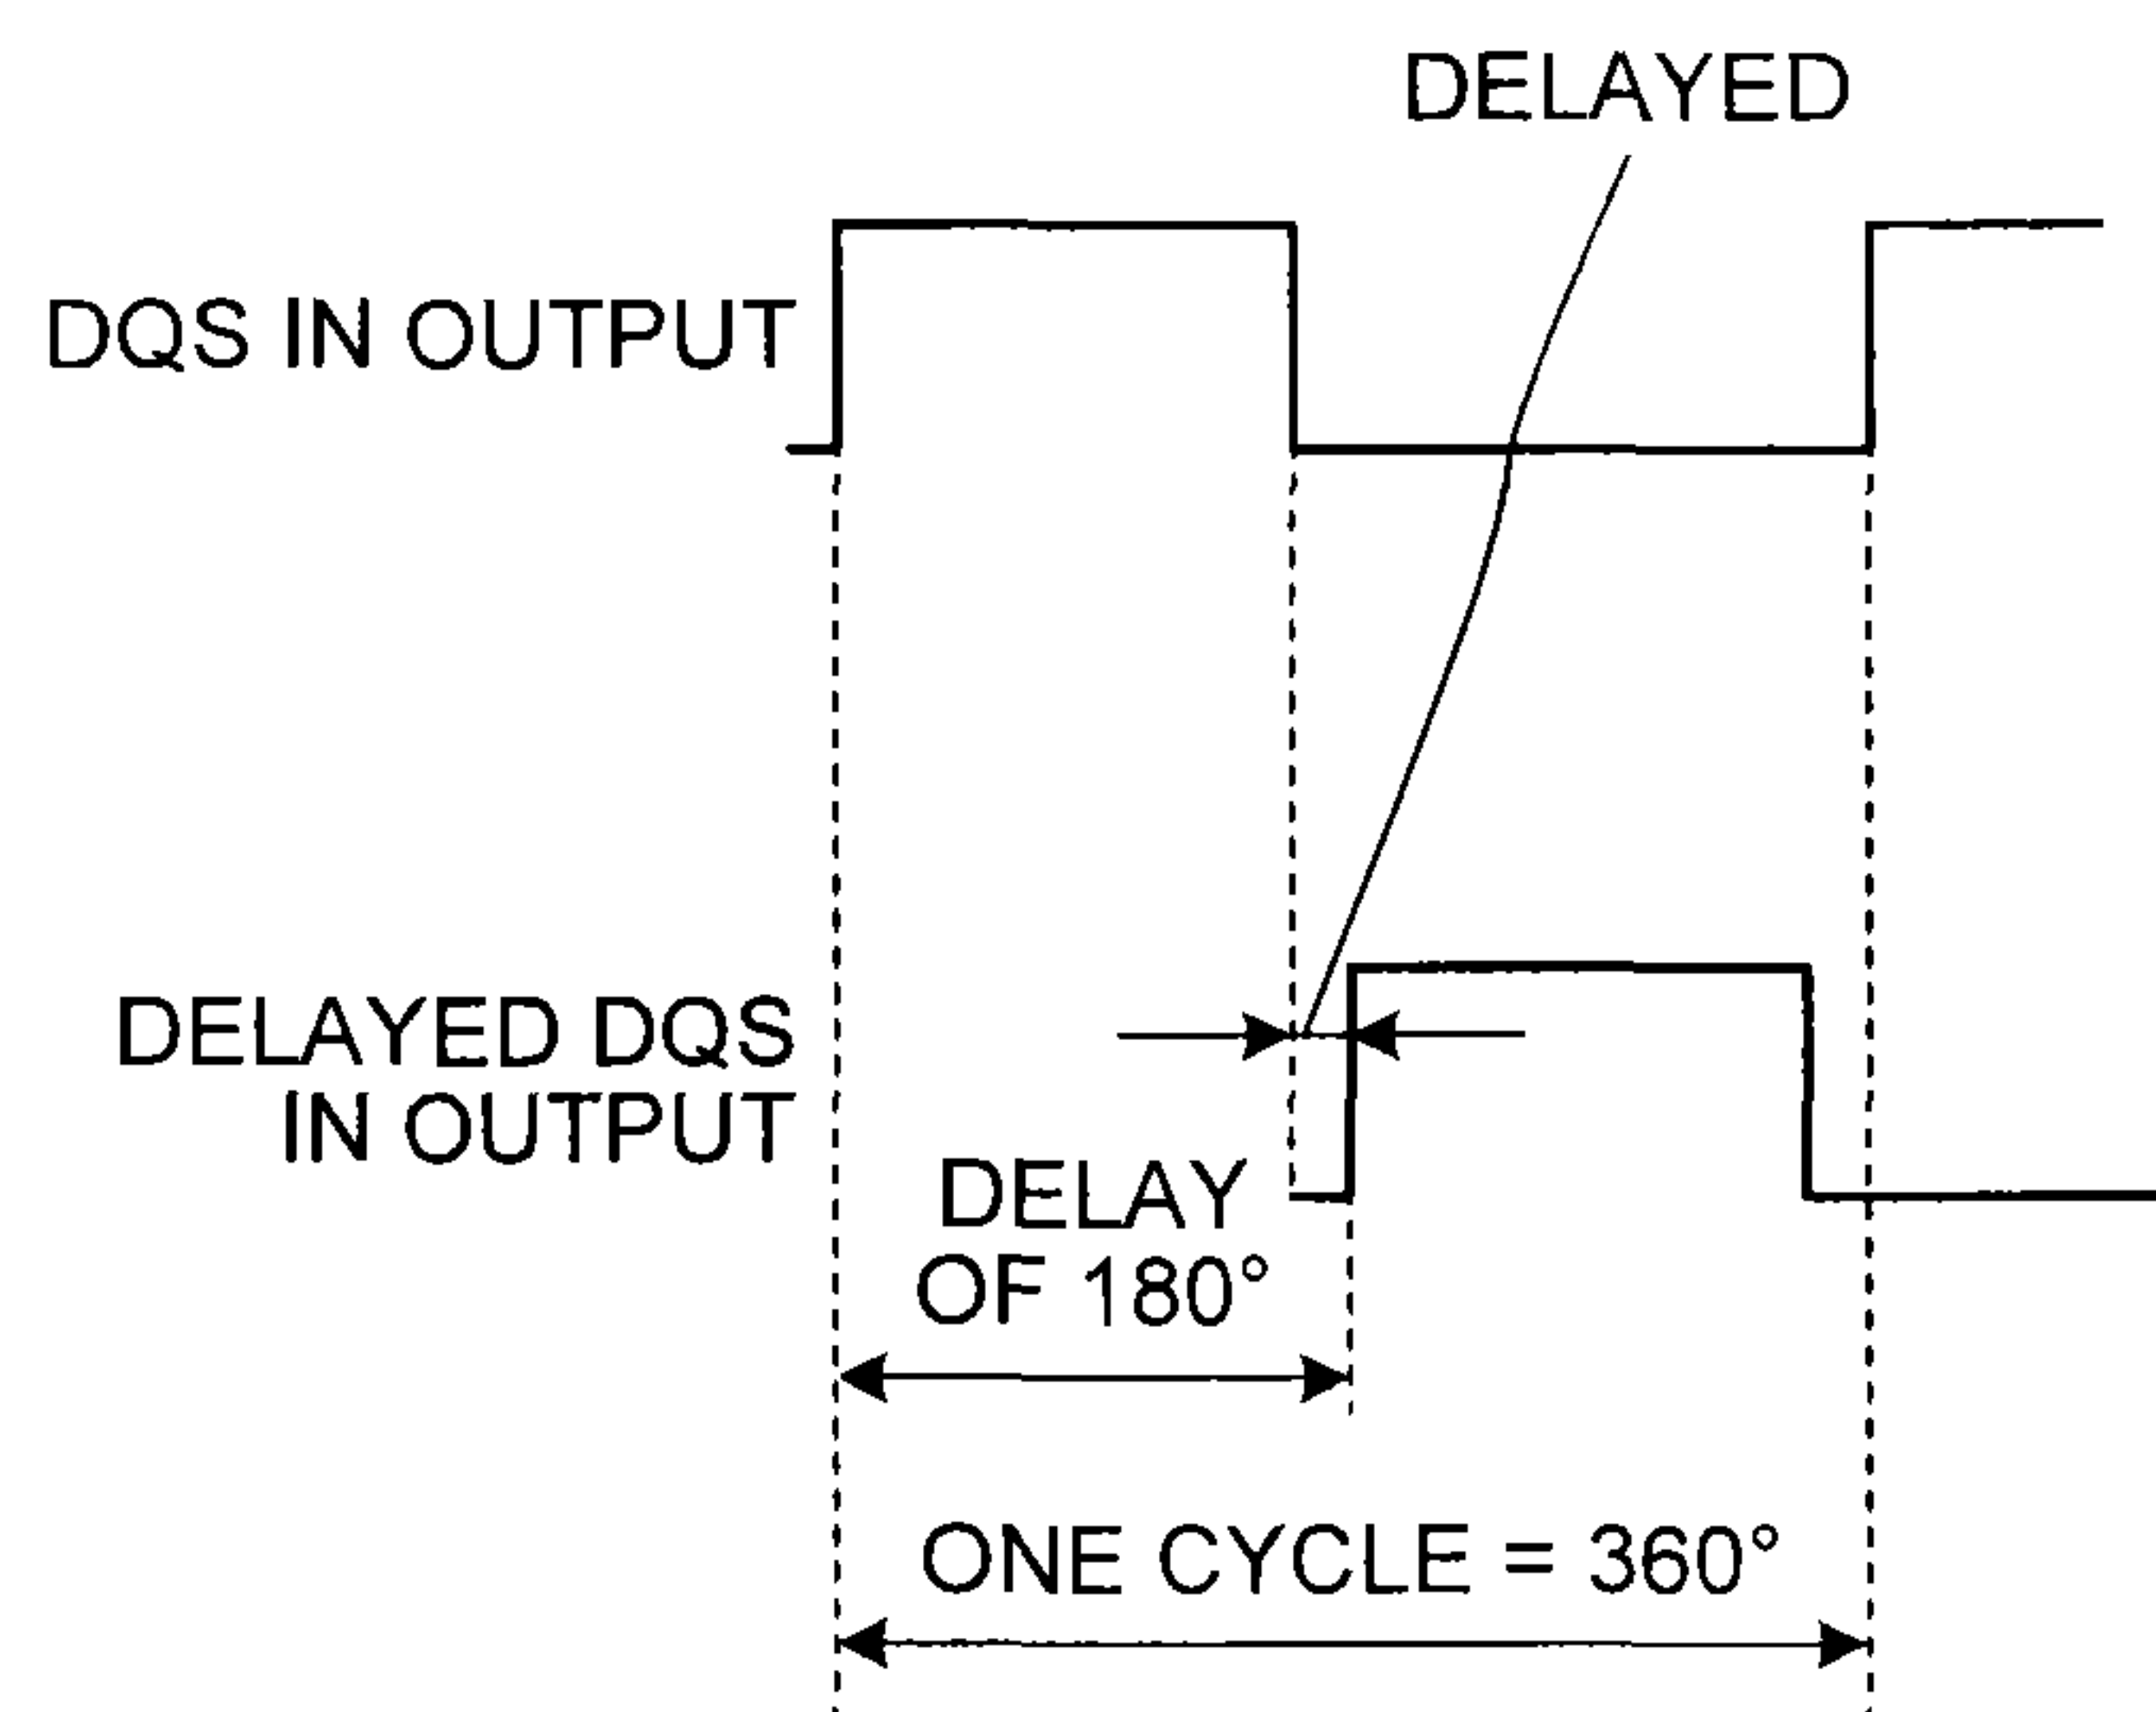 DELAYED
DQS IN OUTPUT
DELAYED DQS
IN OUTPUT
DELAY
OF 180°
ONE CYCLE = 360°